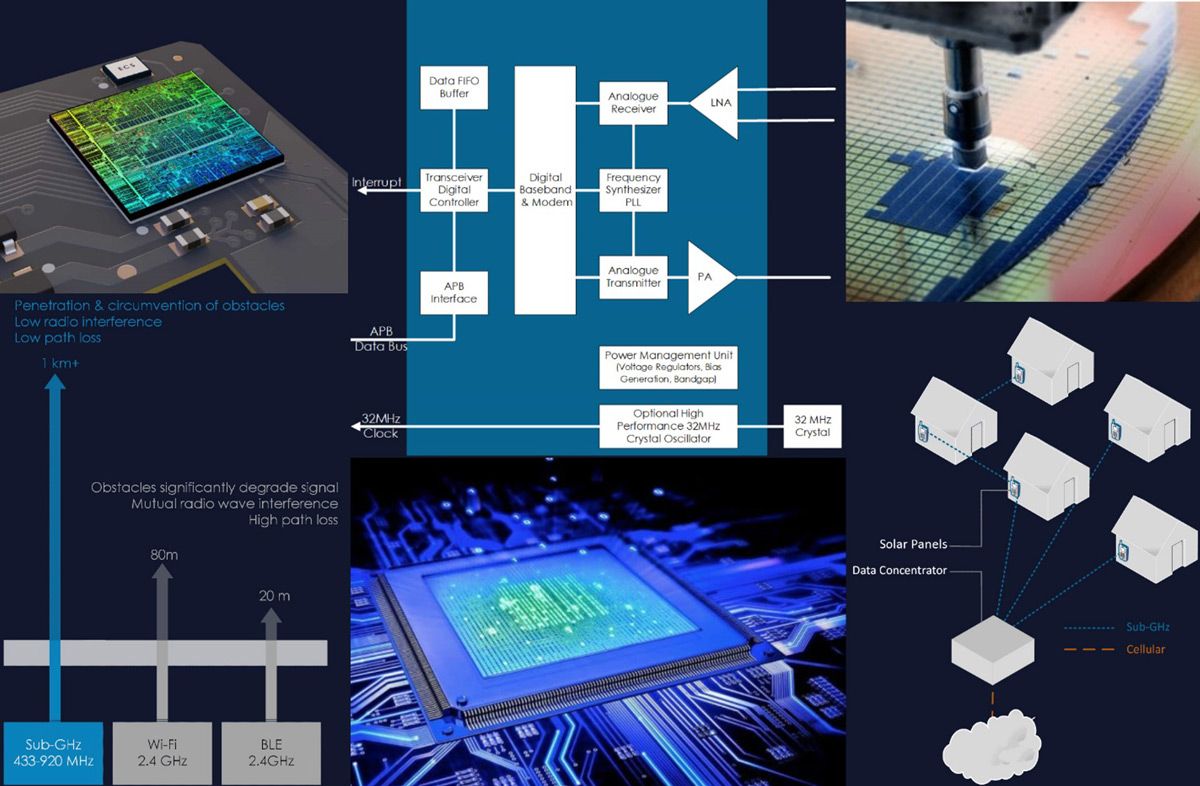 ECS
Data FIFO
Buffer
Analogue
Receiver
LNA
Interrupt
Transceiver
Digital
Controller
Digital
Baseband
& Modem
Frequency
Synthesizer
PLL
APB
Interface
Analogue
Transmitter
PA
APB
Data Bus
Power Management Unit
(Voltage Regulators, Bias
Generation, Bandgap)
32MHz
Clock
Optional High
Performance 32MHz
Crystal Oscillator
32 MHz
Crystal
Penetration & circumvention of obstacles
Low radio interference
Low path loss
1 km+
Obstacles significantly degrade signal
Mutual radio wave interference
High path loss
80m
20 m
Sub-GHz
433-920 MHz
Wi-Fi
2.4 GHz
BLE
2.4GHz
Solar Panels
Data Concentrator
Sub-GHz
Cellular